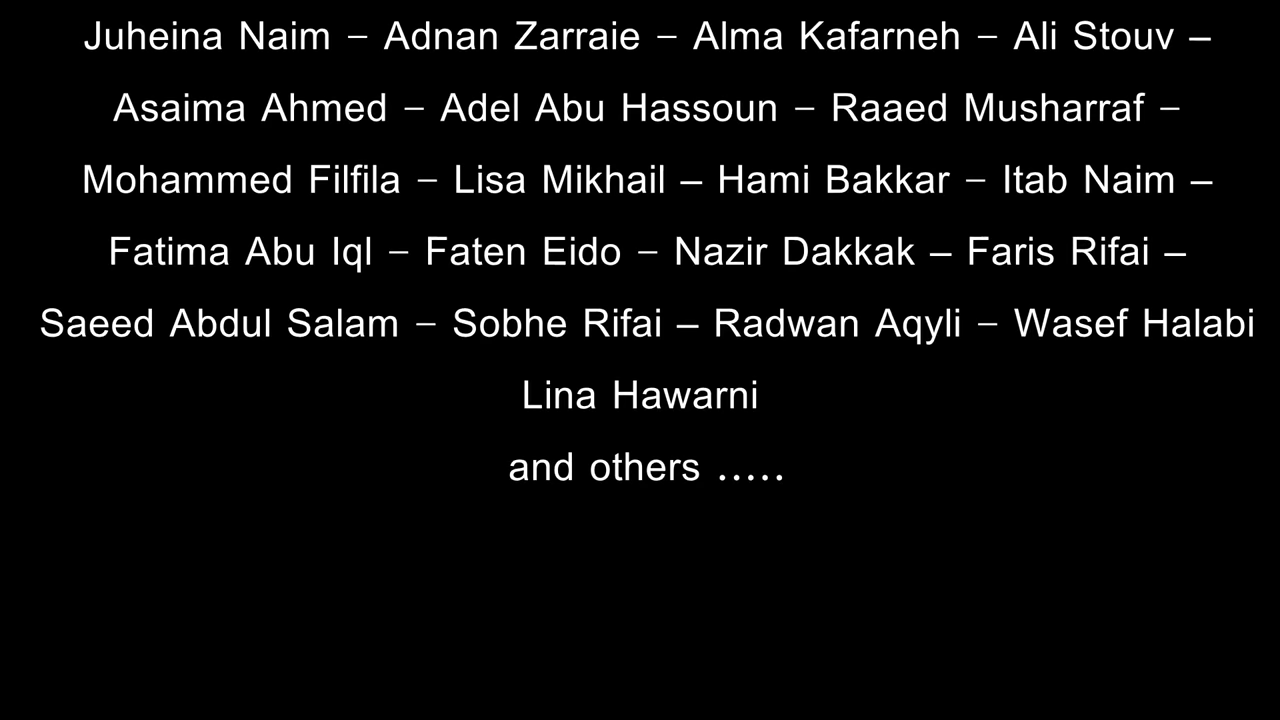 Juheina Naim – Adnan Zarraie – Alma Kafarneh – Ali Stouv –
Asaima Ahmed – Adel Abu Hassoun – Raaed Musharraf –
Mohammed Filfila – Lisa Mikhail – Hami Bakkar – Itab Naim –
Fatima Abu Iql – Faten Eido – Nazir Dakkak – Faris Rifai –
Saeed Abdul Salam – Sobhe Rifai – Radwan Aqyli – Wasef Halabi
Lina Hawarni
and others .....